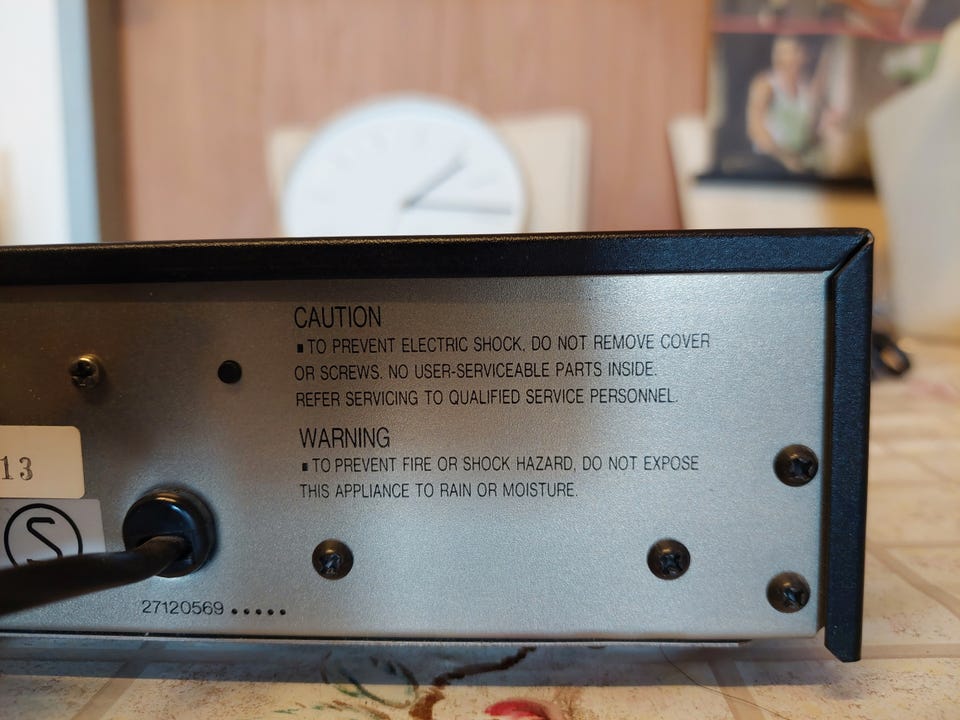 CAUTION
▪TO PREVENT ELECTRIC SHOCK, DO NOT REMOVE COVER
OR SCREWS. NO USER-SERVICEABLE PARTS INSIDE.
REFER SERVICING TO QUALIFIED SERVICE PERSONNEL.
WARNING
▪TO PREVENT FIRE OR SHOCK HAZARD, DO NOT EXPOSE
THIS APPLIANCE TO RAIN OR MOISTURE.
13
S
27120569 •••••